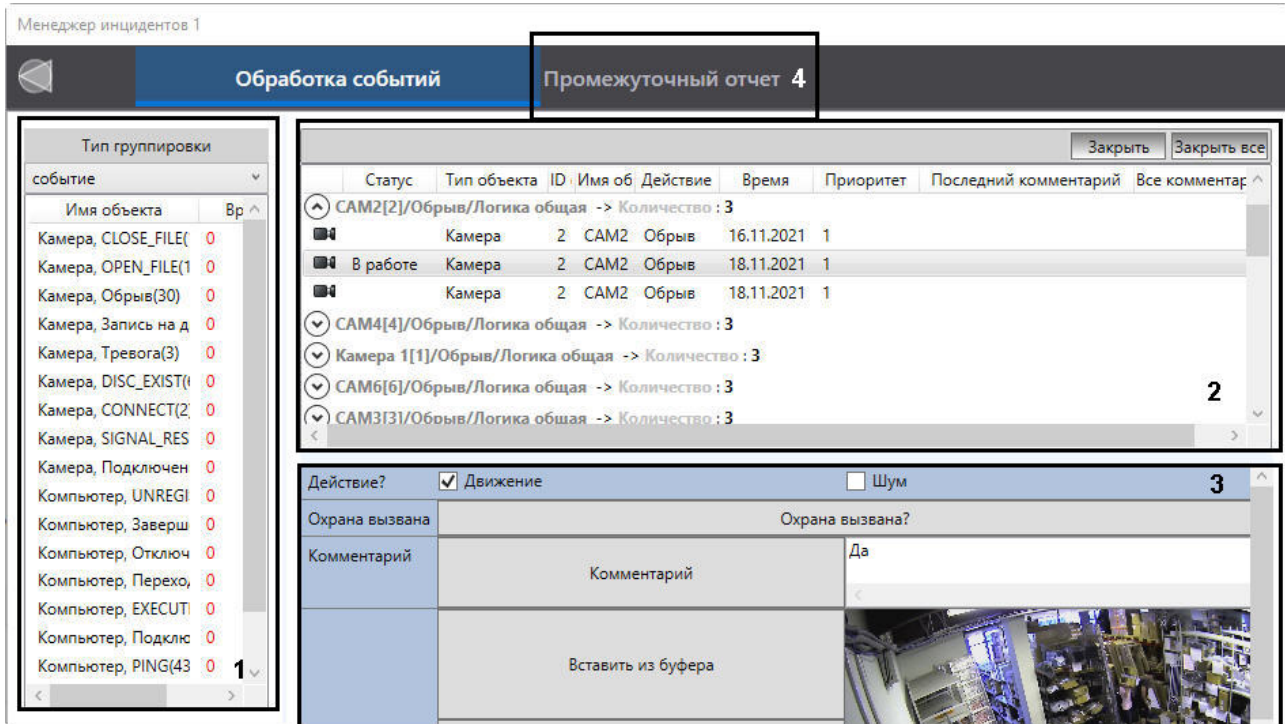 Менеджер инцидентов 1
Обработка событий
Промежуточный отчет 4
Тип группировки
событие
Имя объекта Вр
Камера, CLOSE_FILE( 0
Камера, OPEN_FILE(1 0
Камера, Обрыв(30) 0
Камера, Запись на д 0
Камера, Тревога(3) 0
Камера, DISC_EXIST( 0
Камера, CONNECT(2 0
Камера, SIGNAL_RES 0
Камера, Подключен 0
Компьютер, UNREGI 0
Компьютер, Заверш 0
Компьютер, Отключ 0
Компьютер, Перехо 0
Компьютер, EXECUT 0
Компьютер, Подклю 0
Компьютер, PING(43 0
1
Закрыть Закрыть все
Статус Тип объекта ID Имя об Действие Время Приоритет Последний комментарий Все комментар
CAM2[2]/Обрыв/Логика общая -> Количество : 3
Камера 2 CAM2 Обрыв 16.11.2021 1
В работе Камера 2 CAM2 Обрыв 18.11.2021 1
Камера 2 CAM2 Обрыв 18.11.2021 1
CAM4[4]/Обрыв/Логика общая -> Количество : 3
Камера 1[1]/Обрыв/Логика общая -> Количество : 3
CAM6[6]/Обрыв/Логика общая -> Количество : 3
2
CAM3[3]/Обрыв/Логика общая -> Количество : 3
Действие? Движение Шум 3
Охрана вызвана Охрана вызвана?
Комментарий Комментарий Да
Вставить из буфера